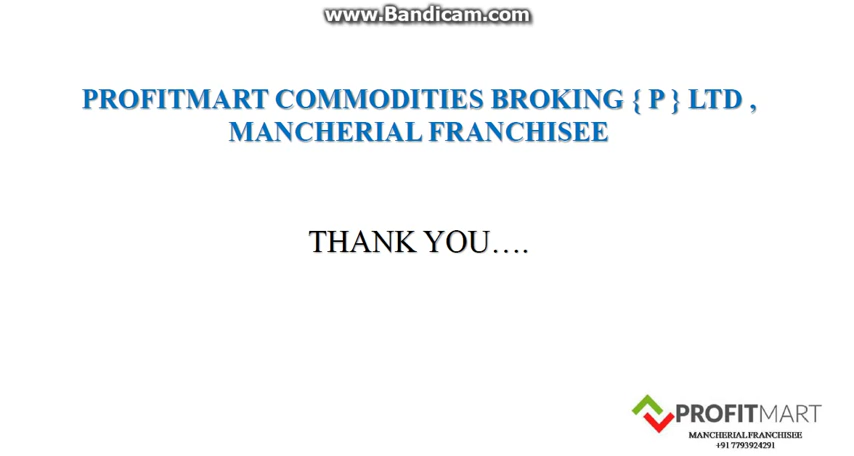 www.Bandicam.com
PROFITMART COMMODITIES BROKING { P } LTD ,
MANCHERIAL FRANCHISEE
THANK YOU….
PROFITMART
MANCHERIAL FRANCHISEE
+91 7793924291